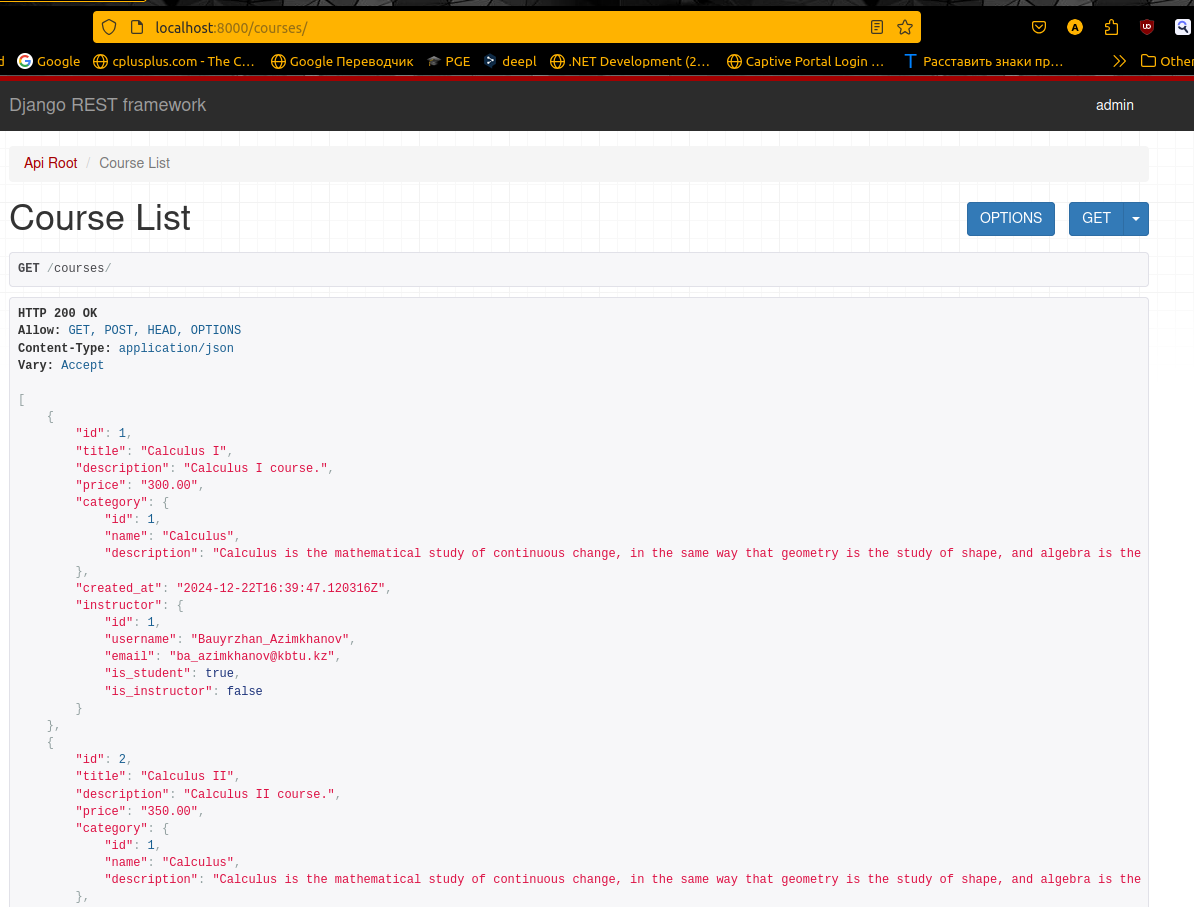 localhost:8000/courses/
d Google cplusplus.com - The C... Google Переводчик PGE deepl .NET Development (2... Captive Portal Login ... Расставить знаки пр... Other
Django REST framework admin
Api Root / Course List
Course List OPTIONS GET
GET /courses/
HTTP 200 OK
Allow: GET, POST, HEAD, OPTIONS
Content-Type: application/json
Vary: Accept
[
    {
        "id": 1,
        "title": "Calculus I",
        "description": "Calculus I course.",
        "price": "300.00",
        "category": {
            "id": 1,
            "name": "Calculus",
            "description": "Calculus is the mathematical study of continuous change, in the same way that geometry is the study of shape, and algebra is the
        },
        "created_at": "2024-12-22T16:39:47.120316Z",
        "instructor": {
            "id": 1,
            "username": "Bauyrzhan_Azimkhanov",
            "email": "ba_azimkhanov@kbtu.kz",
            "is_student": true,
            "is_instructor": false
        }
    },
    {
        "id": 2,
        "title": "Calculus II",
        "description": "Calculus II course.",
        "price": "350.00",
        "category": {
            "id": 1,
            "name": "Calculus",
            "description": "Calculus is the mathematical study of continuous change, in the same way that geometry is the study of shape, and algebra is the
        },